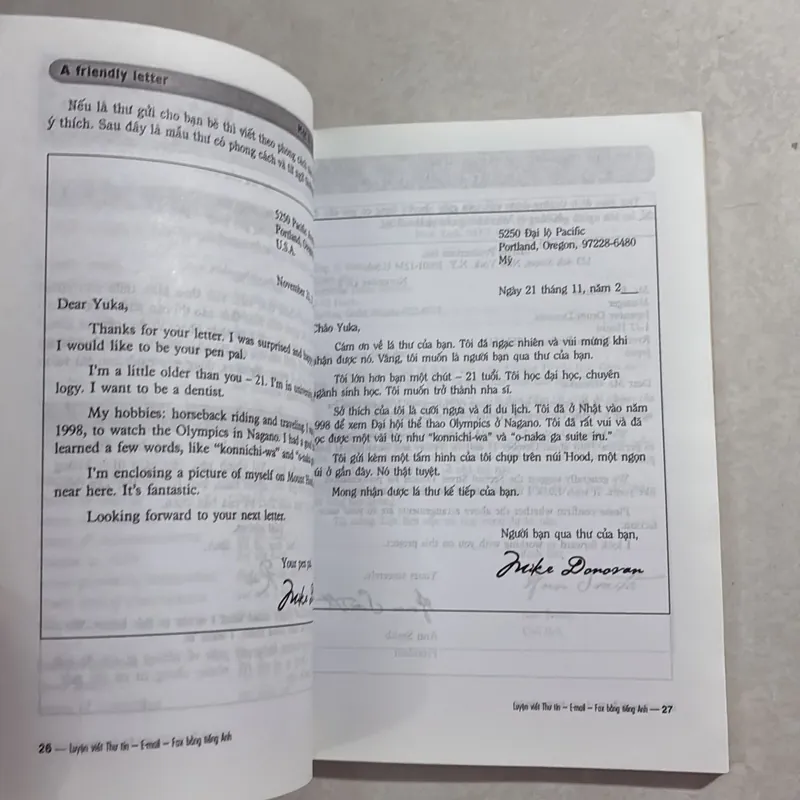 A friendly letter
Nếu là thư gửi cho bạn bè thì viết theo phong cách
ý thích. Sau đây là mẫu thư có phong cách và từ ngữ
5250 Pacific
Portland, Oregon
U.S.A.
November 21,
Dear Yuka,
Thanks for your letter. I was surprised and
I would like to be your pen pal.
I'm a little older than you – 21. I'm in university
logy. I want to be a dentist.
My hobbies: horseback riding and traveling. I
1998, to watch the Olympics in Nagano. I had a
learned a few words, like "konnichi-wa" and "o-naka
I'm enclosing a picture of myself on Mount
near here. It's fantastic.
Looking forward to your next letter.
Your pen
Mike
26 — Luyện viết Thư tín – E-mail – Fax bằng tiếng Anh
5250 Đại lộ Pacific
Portland, Oregon, 97228-6480
Mỹ
Ngày 21 tháng 11, năm 2__
Chào Yuka,
Cám ơn về lá thư của bạn. Tôi đã ngạc nhiên và vui mừng khi
nhận được nó. Vâng, tôi muốn là người bạn qua thư của bạn.
Tôi lớn hơn bạn một chút – 21 tuổi. Tôi học đại học, chuyên
ngành sinh học. Tôi muốn trở thành nha sĩ.
Sở thích của tôi là cưỡi ngựa và đi du lịch. Tôi đã ở Nhật vào năm
1998 để xem Đại hội thể thao Olympics ở Nagano. Tôi đã rất vui và đã
học được một vài từ, như "konnichi-wa" và "o-naka ga suite iru."
Tôi gửi kèm một tấm hình của tôi chụp trên núi Hood, một ngọn
núi ở gần đây. Nó thật tuyệt.
Mong nhận được lá thư kế tiếp của bạn.
Người bạn qua thư của bạn,
Mike Donovan
Luyện viết Thư tín – E-mail – Fax bằng tiếng Anh — 27